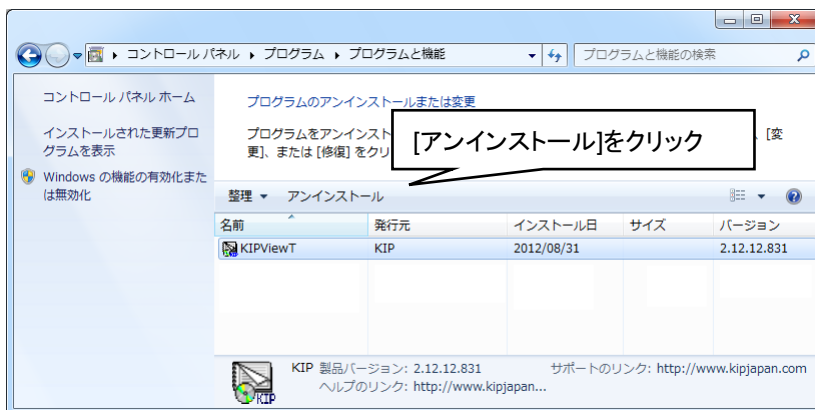 コントロール パネル ▸ プログラム ▸ プログラムと機能
プログラムと機能の検索
コントロール パネル ホーム
インストールされた更新プロ
グラムを表示
Windows の機能の有効化また
は無効化
プログラムのアンインストールまたは変更
プログラムをアンインスト
[変
更]、または [修復] をクリ
[アンインストール]をクリック
整理 ▼ アンインストール
名前 発行元 インストール日 サイズ バージョン
KIPViewT KIP 2012/08/31 2.12.12.831
KIP 製品バージョン: 2.12.12.831 サポートのリンク: http://www.kipjapan.com
ヘルプのリンク: http://www.kipjapan...
KIP